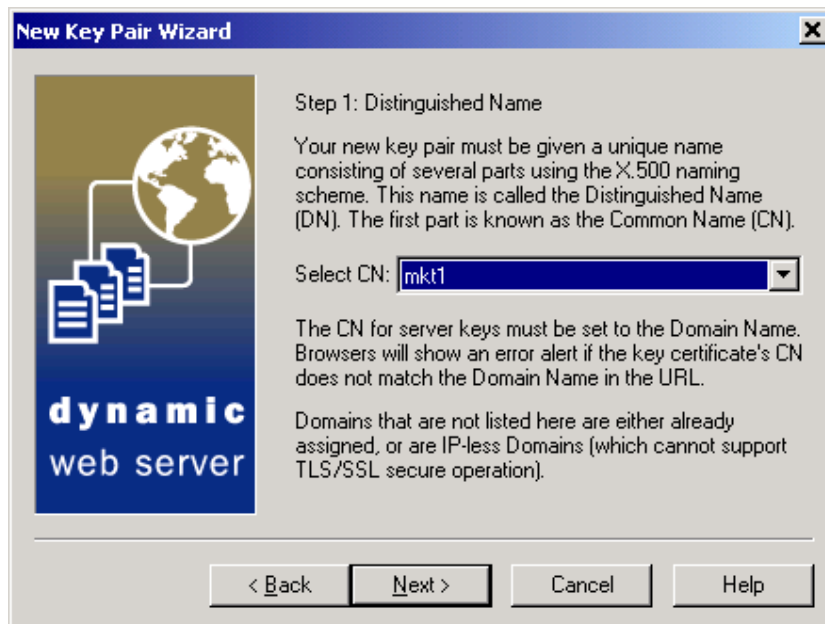 New Key Pair Wizard
Step 1: Distinguished Name
Your new key pair must be given a unique name
consisting of several parts using the X.500 naming
scheme. This name is called the Distinguished Name
(DN). The first part is known as the Common Name (CN).
Select CN: mkt1
The CN for server keys must be set to the Domain Name.
Browsers will show an error alert if the key certificate's CN
does not match the Domain Name in the URL.
Domains that are not listed here are either already
assigned, or are IP-less Domains (which cannot support
TLS/SSL secure operation).
dynamic
web server
< Back
Next >
Cancel
Help